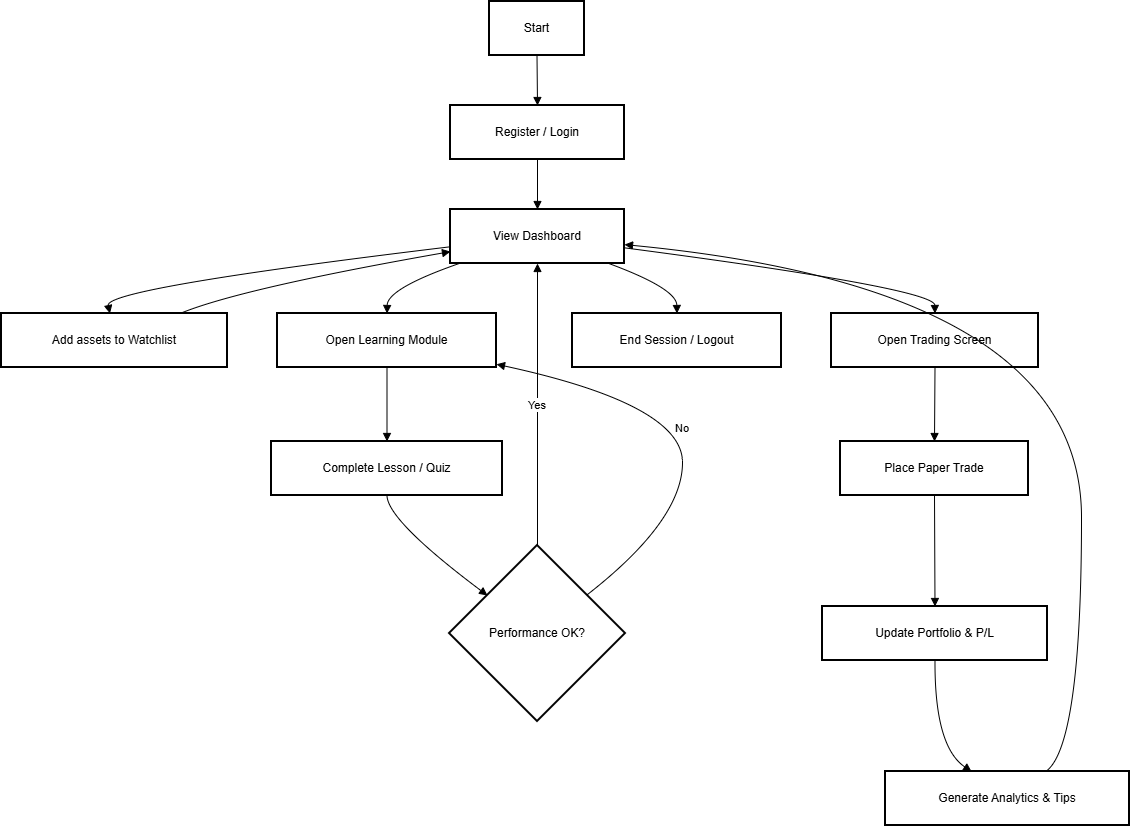 Start
Register / Login
View Dashboard
Add assets to Watchlist
Open Learning Module
End Session / Logout
Open Trading Screen
Yes
No
Complete Lesson / Quiz
Place Paper Trade
Performance OK?
Update Portfolio & P/L
Generate Analytics & Tips